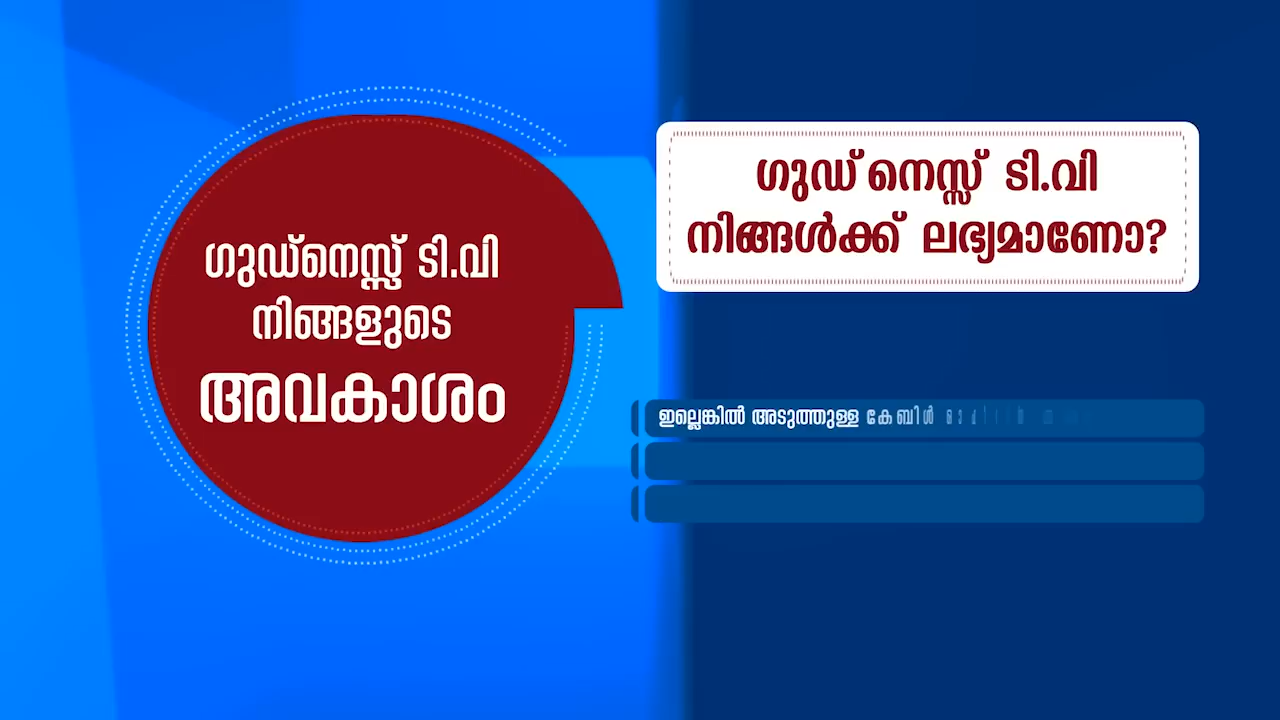 ഗുഡ്നെസ്സ് ടി.വി
നിങ്ങളുടെ
അവകാശം
ഗുഡ്നെസ്സ് ടി.വി
നിങ്ങൾക്ക് ലഭ്യമാണോ?
ഇല്ലെങ്കിൽ അടുത്തുള്ള കേബിൾ